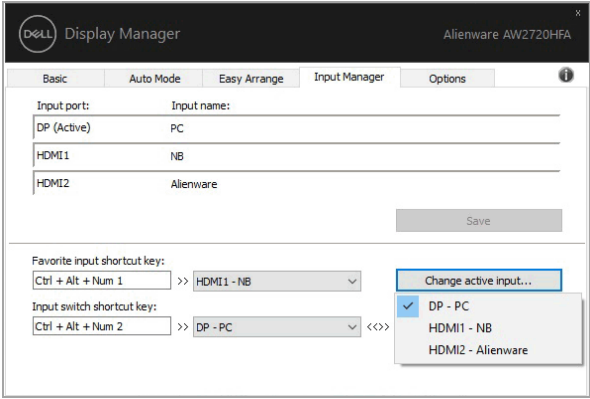 DELL Display Manager Alienware AW2720HFA
x
Basic Auto Mode Easy Arrange Input Manager Options i
Input port: Input name:
DP (Active) PC
HDMI1 NB
HDMI2 Alienware
Save
Favorite input shortcut key:
Ctrl + Alt + Num 1 >> HDMI1 - NB Change active input...
Input switch shortcut key:
Ctrl + Alt + Num 2 >> DP - PC <<>>
DP - PC
HDMI1 - NB
HDMI2 - Alienware